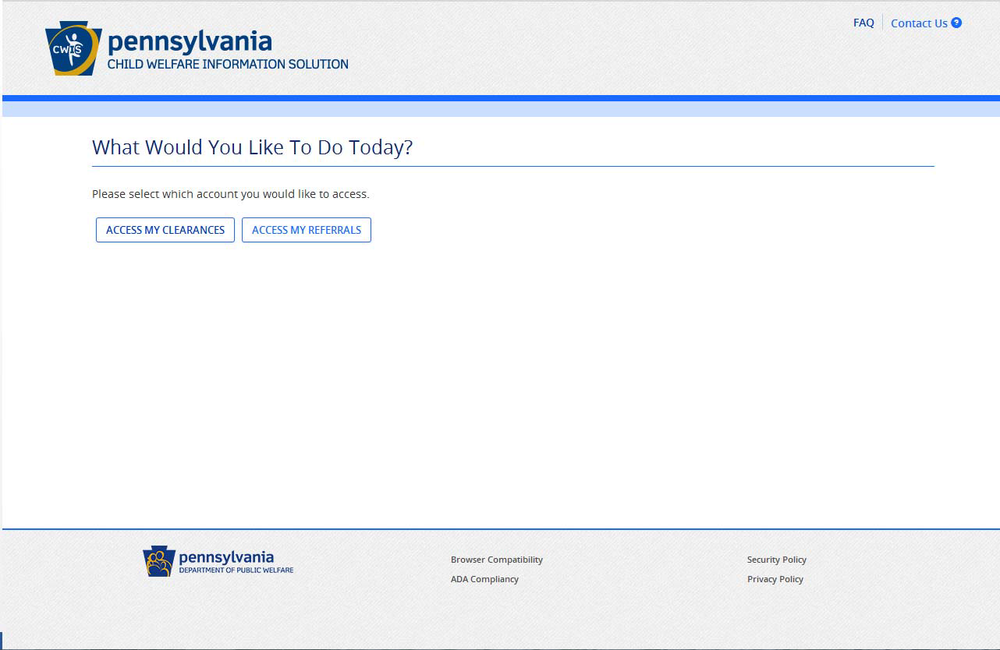 FAQ
Contact Us ?
CWIS
pennsylvania
CHILD WELFARE INFORMATION SOLUTION
What Would You Like To Do Today?
Please select which account you would like to access.
ACCESS MY CLEARANCES
ACCESS MY REFERRALS
pennsylvania
DEPARTMENT OF PUBLIC WELFARE
Browser Compatibility
ADA Compliancy
Security Policy
Privacy Policy